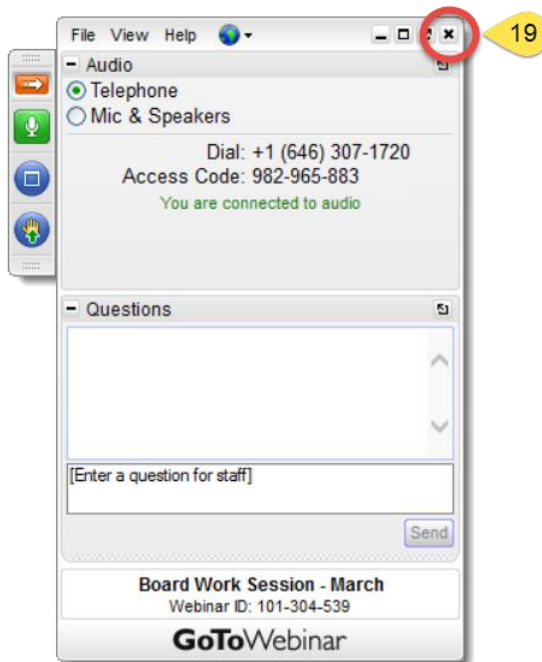 File View Help
19
Audio
Telephone
Mic & Speakers
Dial: +1 (646) 307-1720
Access Code: 982-965-883
You are connected to audio
Questions
[Enter a question for staff]
Send
Board Work Session - March
Webinar ID: 101-304-539
GoToWebinar